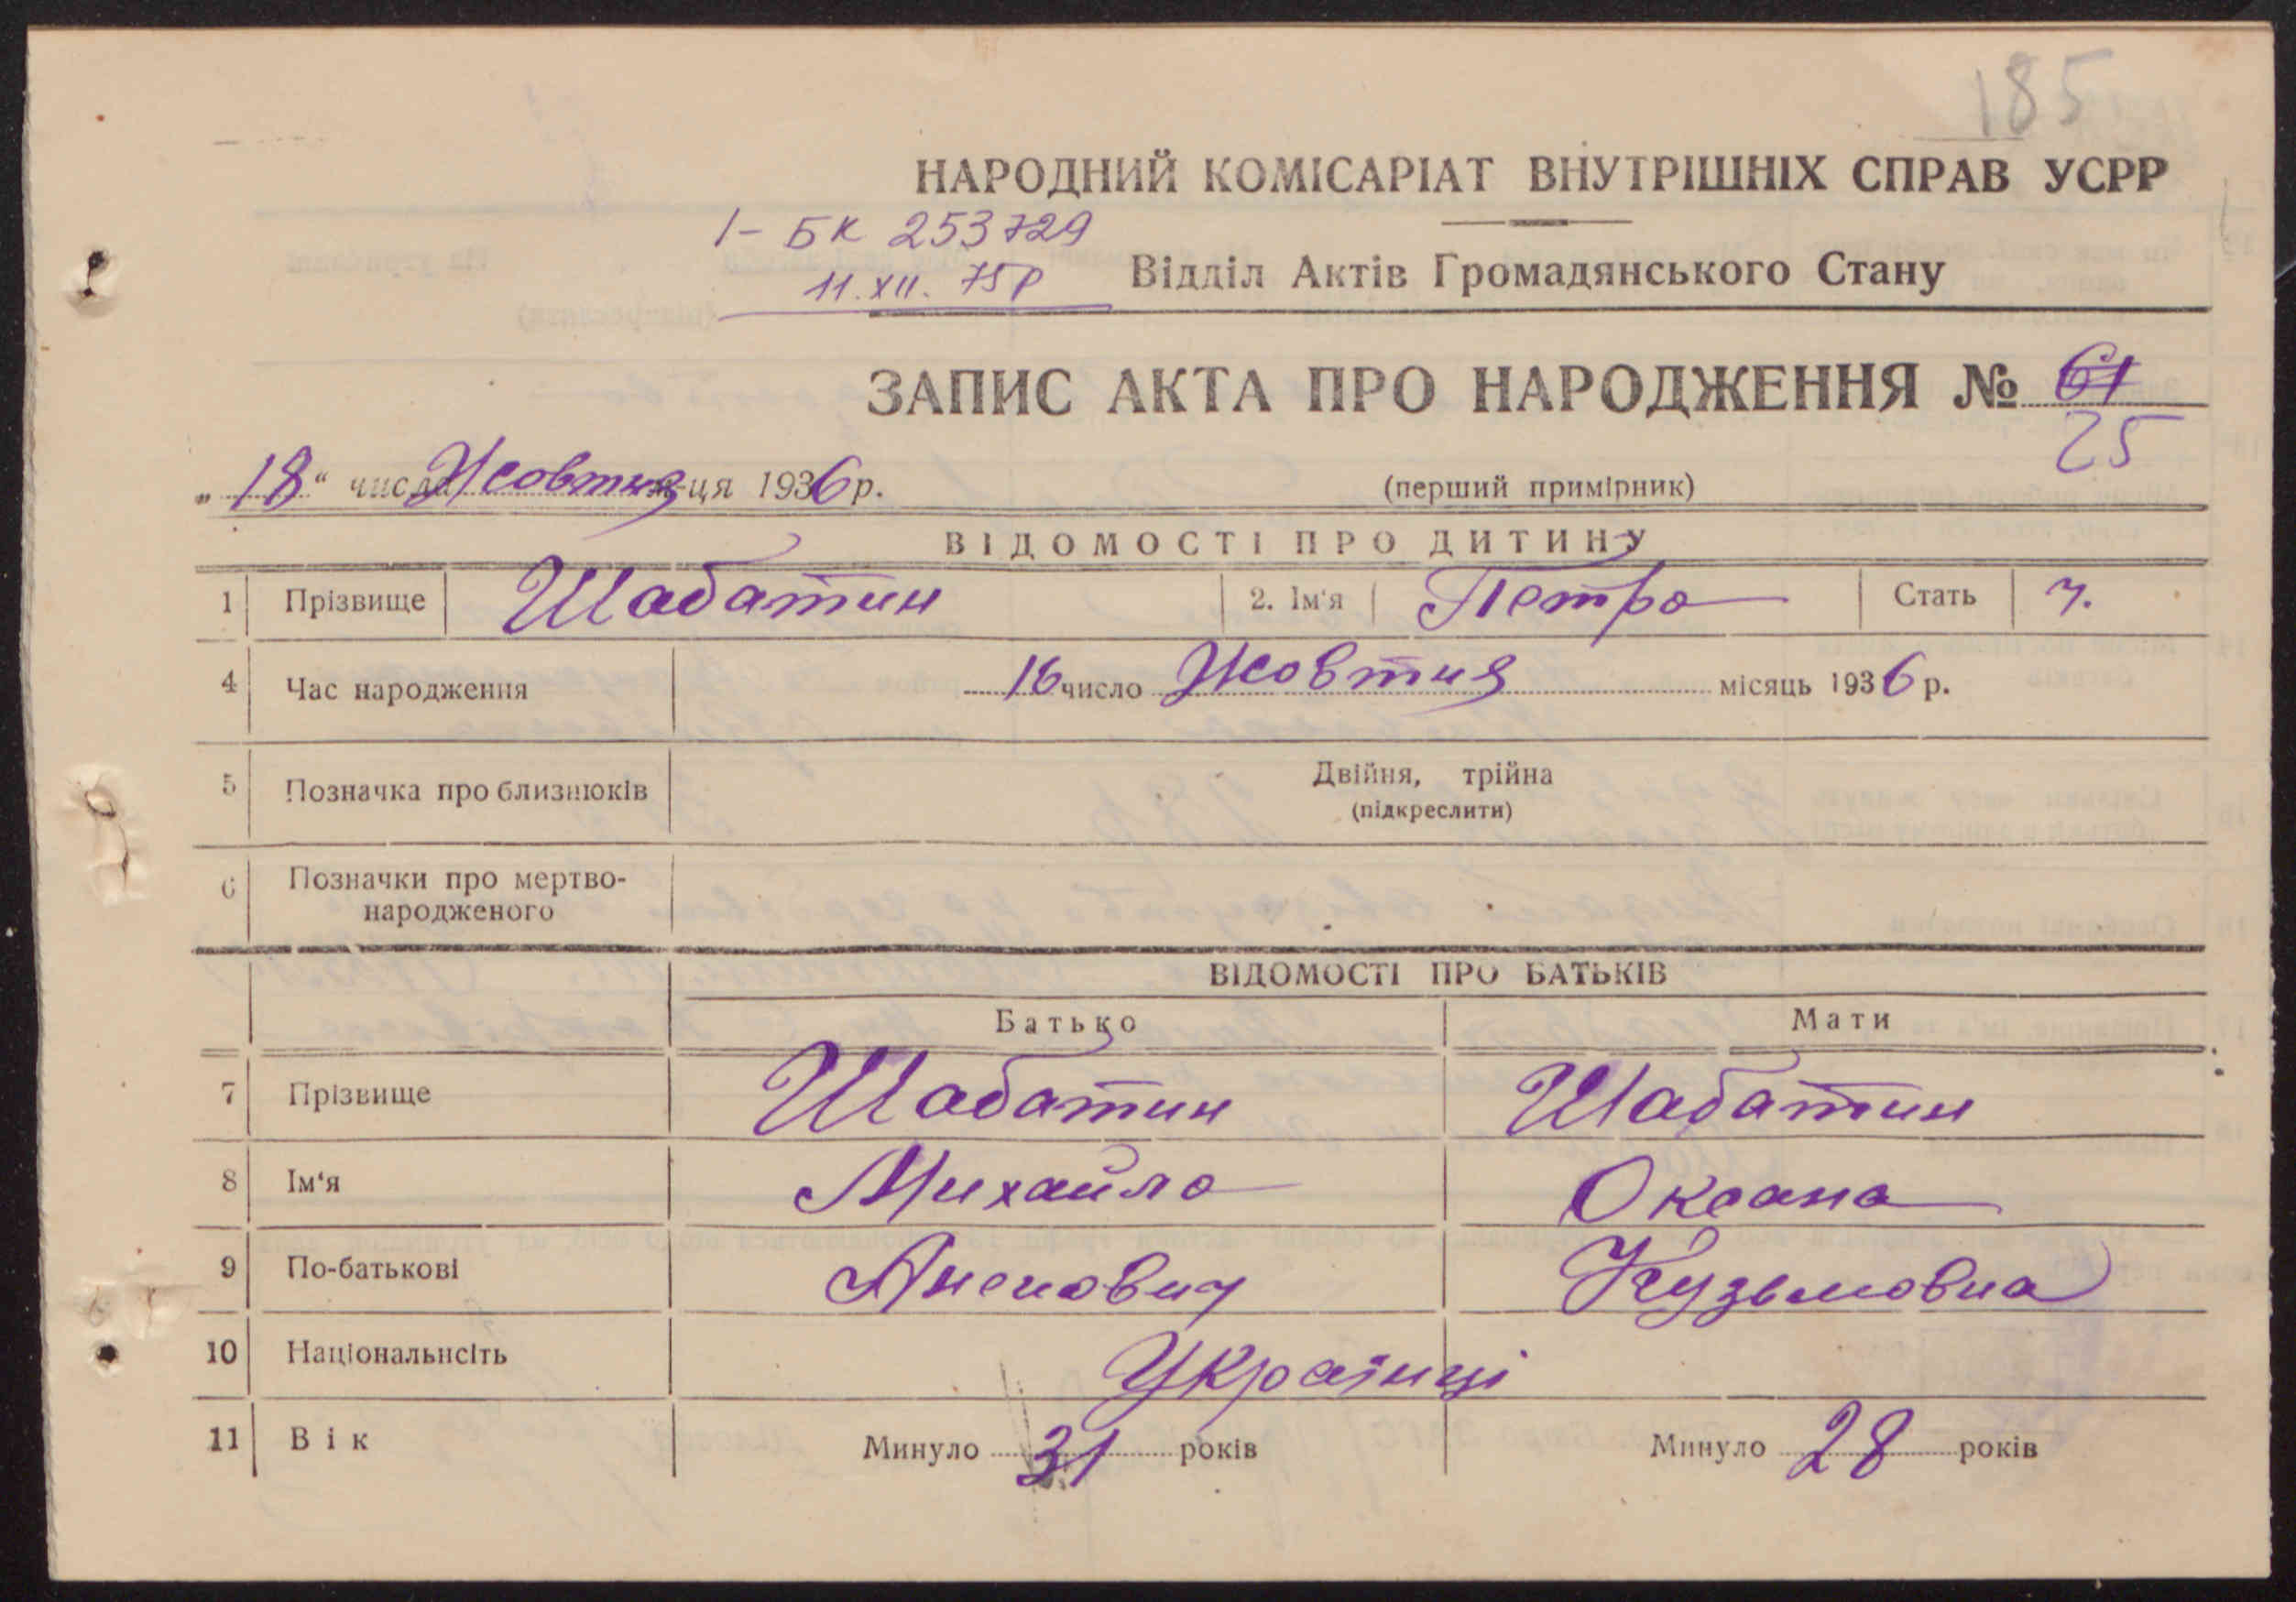 185
НАРОДНИЙ КОМІСАРІАТ ВНУТРІШНІХ СПРАВ УСРР
І-БК 253729
11.XII. 75р
Відділ Актів Громадянського Стану
ЗАПИС АКТА ПРО НАРОДЖЕННЯ № 61
25
„18“ числа Жовтня м-ця 1936 р. (перший примірник)
ВІДОМОСТІ ПРО ДИТИНУ
1 Прізвище Шабатин 2. Ім'я Петро Стать ч.
4 Час народження 16 число Жовтня місяць 1936 р.
5 Позначка про близнюків Двійня, трійна
(підкреслити)
6 Позначки про мертво-
народженого
ВІДОМОСТІ ПРО БАТЬКІВ
Батько Мати
7 Прізвище Шабатин Шабатин
8 Ім'я Михайло Оксана
9 По-батькові Кузьмовна
10 Національнсіть Українці
11 Вік Минуло 31 років Минуло 28 років